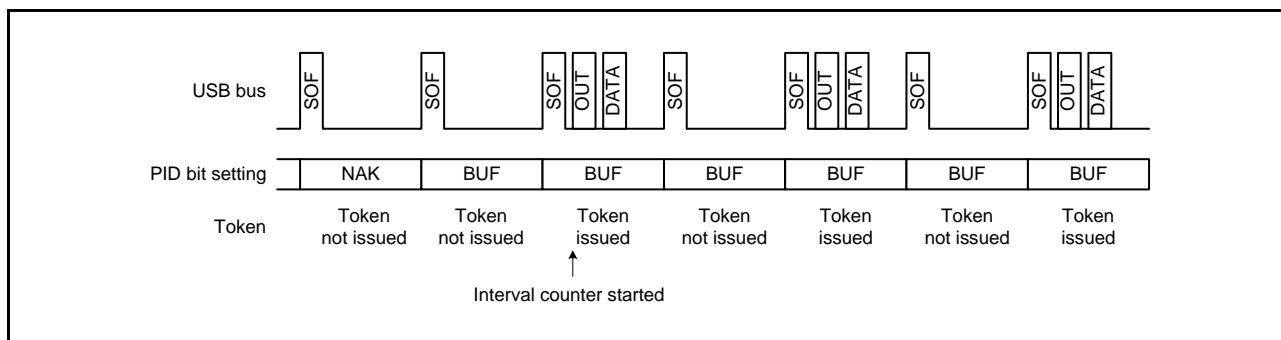 USB bus
SOF SOF SOF OUT DATA SOF SOF OUT DATA SOF SOF OUT DATA
PID bit setting NAK BUF BUF BUF BUF BUF BUF
Token
Token not issued
Token not issued
Token issued
Token not issued
Token issued
Token not issued
Token issued
Interval counter started